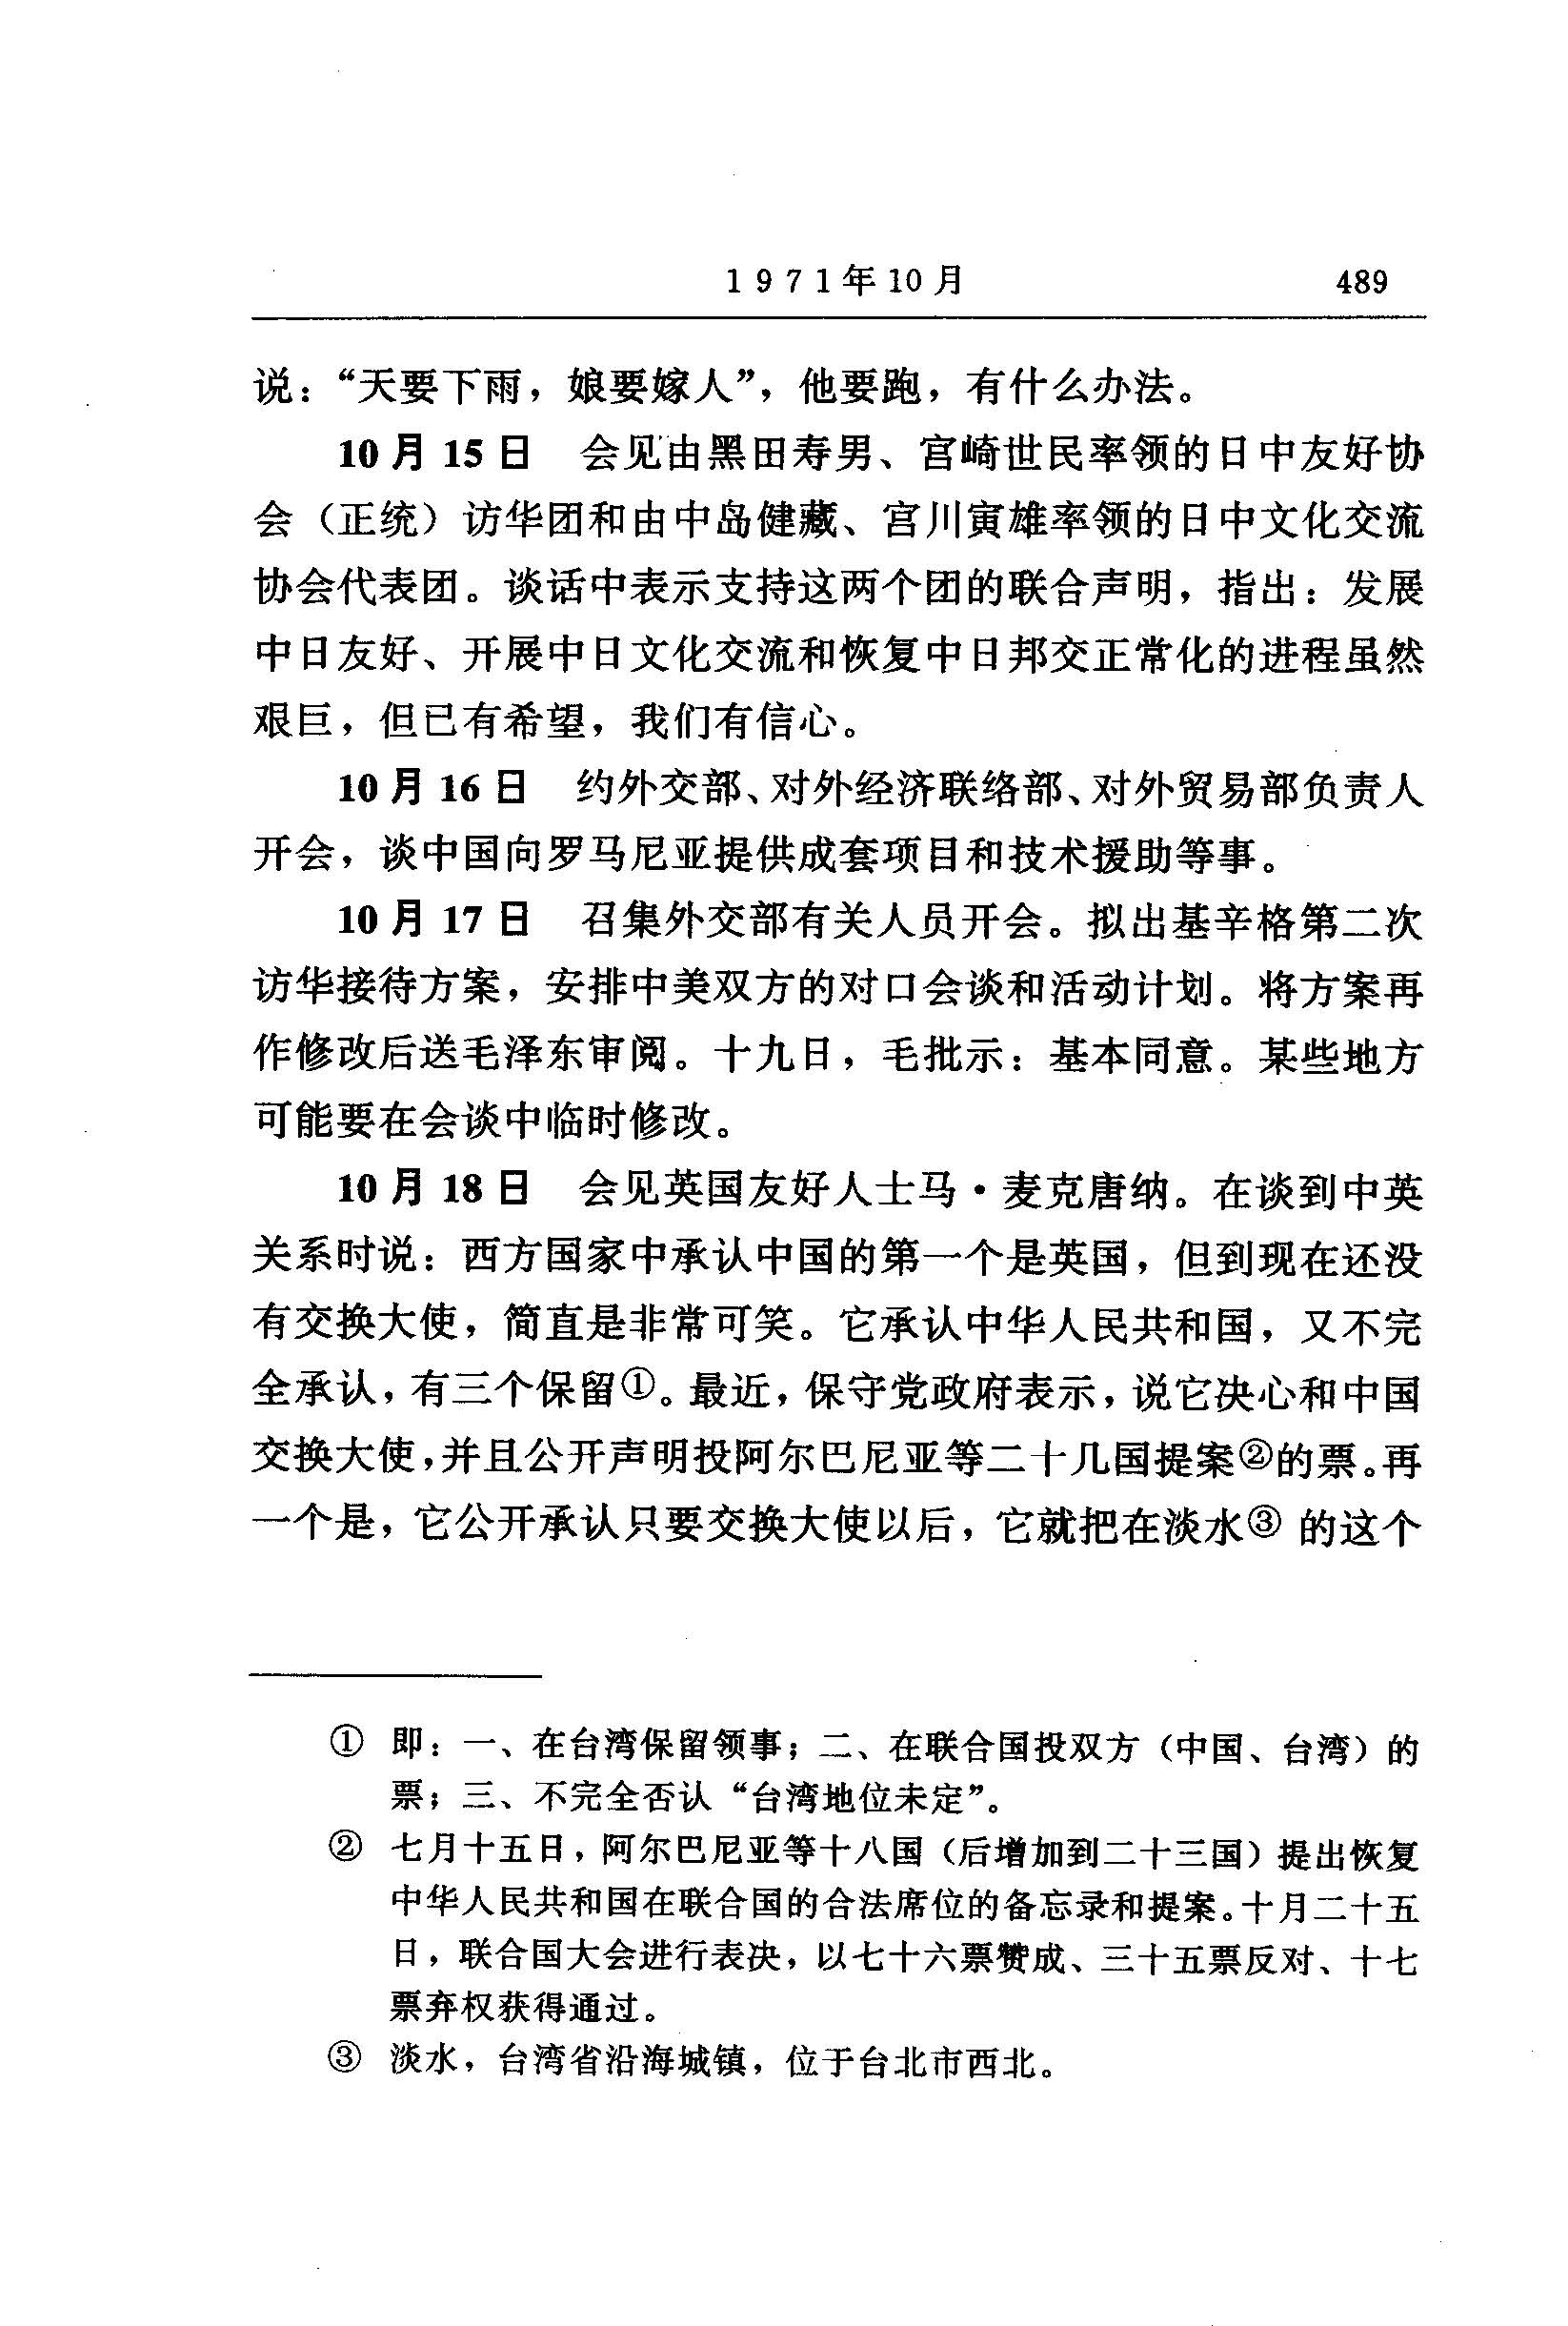 1971年10月 489
说：“天要下雨，娘要嫁人”，他要跑，有什么办法。
10月15日 会见由黑田寿男、宫崎世民率领的日中友好协
会（正统）访华团和由中岛健藏、宫川寅雄率领的日中文化交流
协会代表团。谈话中表示支持这两个团的联合声明，指出：发展
中日友好、开展中日文化交流和恢复中日邦交正常化的进程虽然
艰巨，但已有希望，我们有信心。
10月16日 约外交部、对外经济联络部、对外贸易部负责人
开会，谈中国向罗马尼亚提供成套项目和技术援助等事。
10月17日 召集外交部有关人员开会。拟出基辛格第二次
访华接待方案，安排中美双方的对口会谈和活动计划。将方案再
作修改后送毛泽东审阅。十九日，毛批示：基本同意。某些地方
可能要在会谈中临时修改。
10月18日 会见英国友好人士马·麦克唐纳。在谈到中英
关系时说：西方国家中承认中国的第一个是英国，但到现在还没
有交换大使，简直是非常可笑。它承认中华人民共和国，又不完
全承认，有三个保留①。最近，保守党政府表示，说它决心和中国
交换大使，并且公开声明投阿尔巴尼亚等二十几国提案②的票。再
一个是，它公开承认只要交换大使以后，它就把在淡水③的这个
① 即：一、在台湾保留领事；二、在联合国投双方（中国、台湾）的
票；三、不完全否认“台湾地位未定”。
② 七月十五日，阿尔巴尼亚等十八国（后增加到二十三国）提出恢复
中华人民共和国在联合国的合法席位的备忘录和提案。十月二十五
日，联合国大会进行表决，以七十六票赞成、三十五票反对、十七
票弃权获得通过。
③ 淡水，台湾省沿海城镇，位于台北市西北。